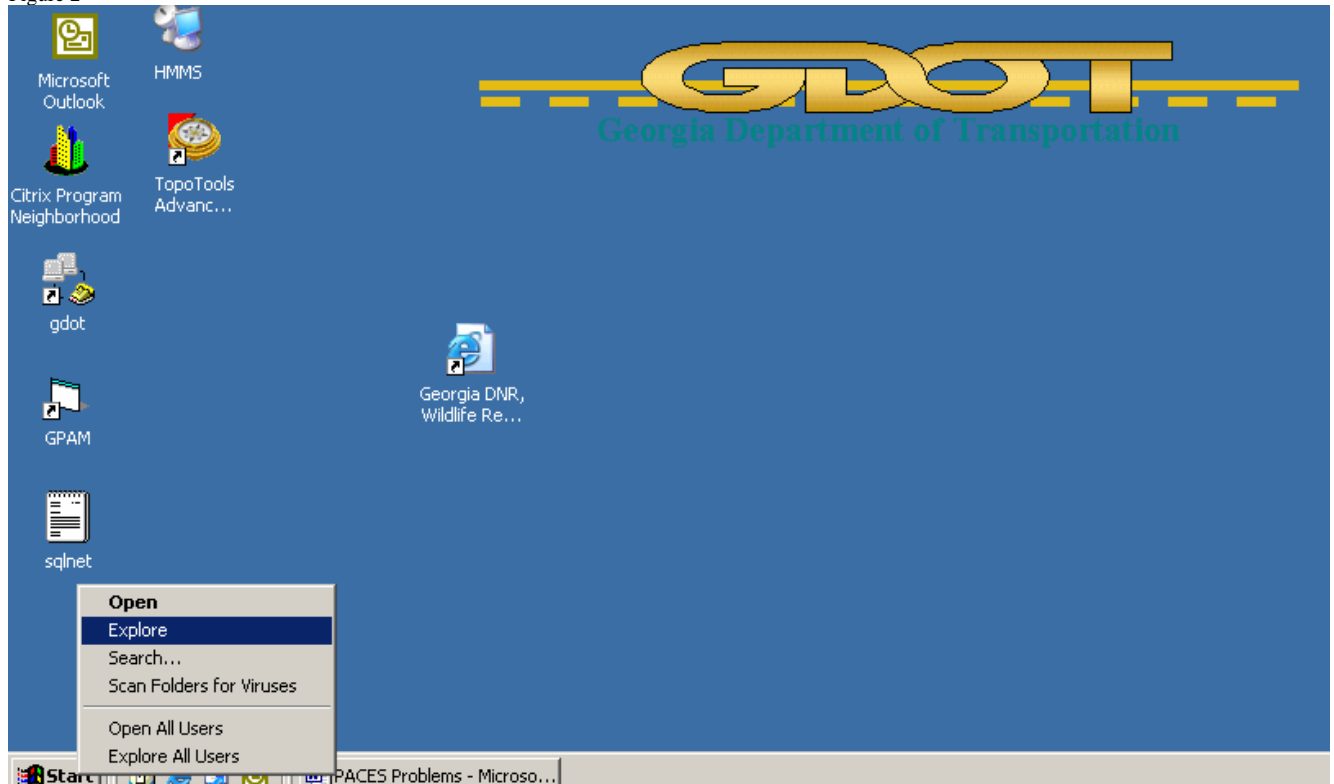 Microsoft
Outlook
HMMS
GDOT
Georgia Department of Transportation
Citrix Program
Neighborhood
TopoTools
Advanc...
gdot
Georgia DNR,
Wildlife Re...
GPAM
sqlnet
Open
Explore
Search...
Scan Folders for Viruses
Open All Users
Explore All Users
Start
PACES Problems - Microso...